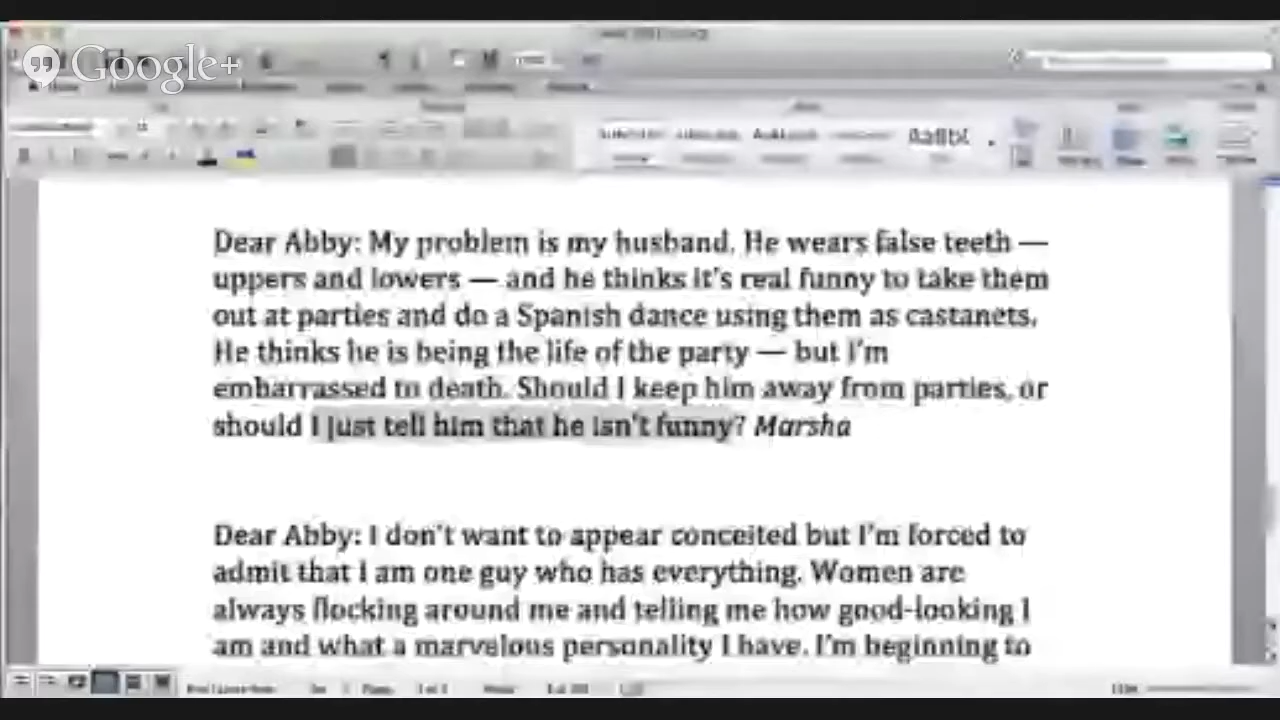 Google+
AaBbC
Dear Abby: My problem is my husband. He wears false teeth —
uppers and lowers — and he thinks it's real funny to take them
out at parties and do a Spanish dance using them as castanets.
He thinks he is being the life of the party — but I'm
embarrassed to death. Should I keep him away from parties, or
should I just tell him that he isn't funny? Marsha
Dear Abby: I don't want to appear conceited but I'm forced to
admit that I am one guy who has everything. Women are
always flocking around me and telling me how good-looking I
am and what a marvelous personality I have. I'm beginning to